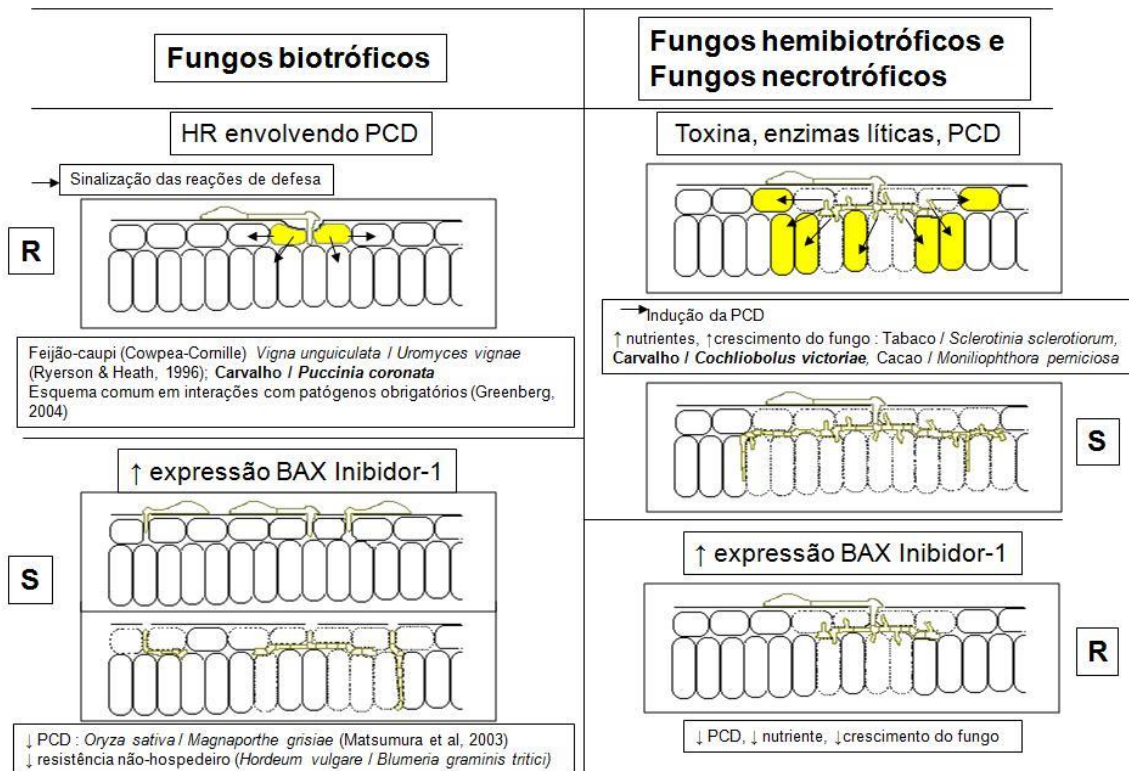 Fungos biotróficos
HR envolvendo PCD
Sinalização das reações de defesa
R
Feijão-caupi (Cowpea-Comille) Vigna unguiculata / Uromyces vignae
(Ryerson & Heath, 1996); Carvalho / Puccinia coronata
Esquema comum em interações com patógenos obrigatórios (Greenberg,
2004)
↑ expressão BAX Inibidor-1
S
↓ PCD : Oryza sativa / Magnaporthe grisiae (Matsumura et al, 2003)
↓ resistência não-hospedeiro (Hordeum vulgare / Blumeria graminis tritici)
Fungos hemibiotróficos e
Fungos necrotróficos
Toxina, enzimas líticas, PCD
Indução da PCD
↑ nutrientes, ↑crescimento do fungo : Tabaco / Sclerotinia sclerotiorum,
Carvalho / Cochliobolus victoriae, Cacao / Moniliophthora perniciosa
S
↑ expressão BAX Inibidor-1
R
↓ PCD, ↓ nutriente, ↓crescimento do fungo